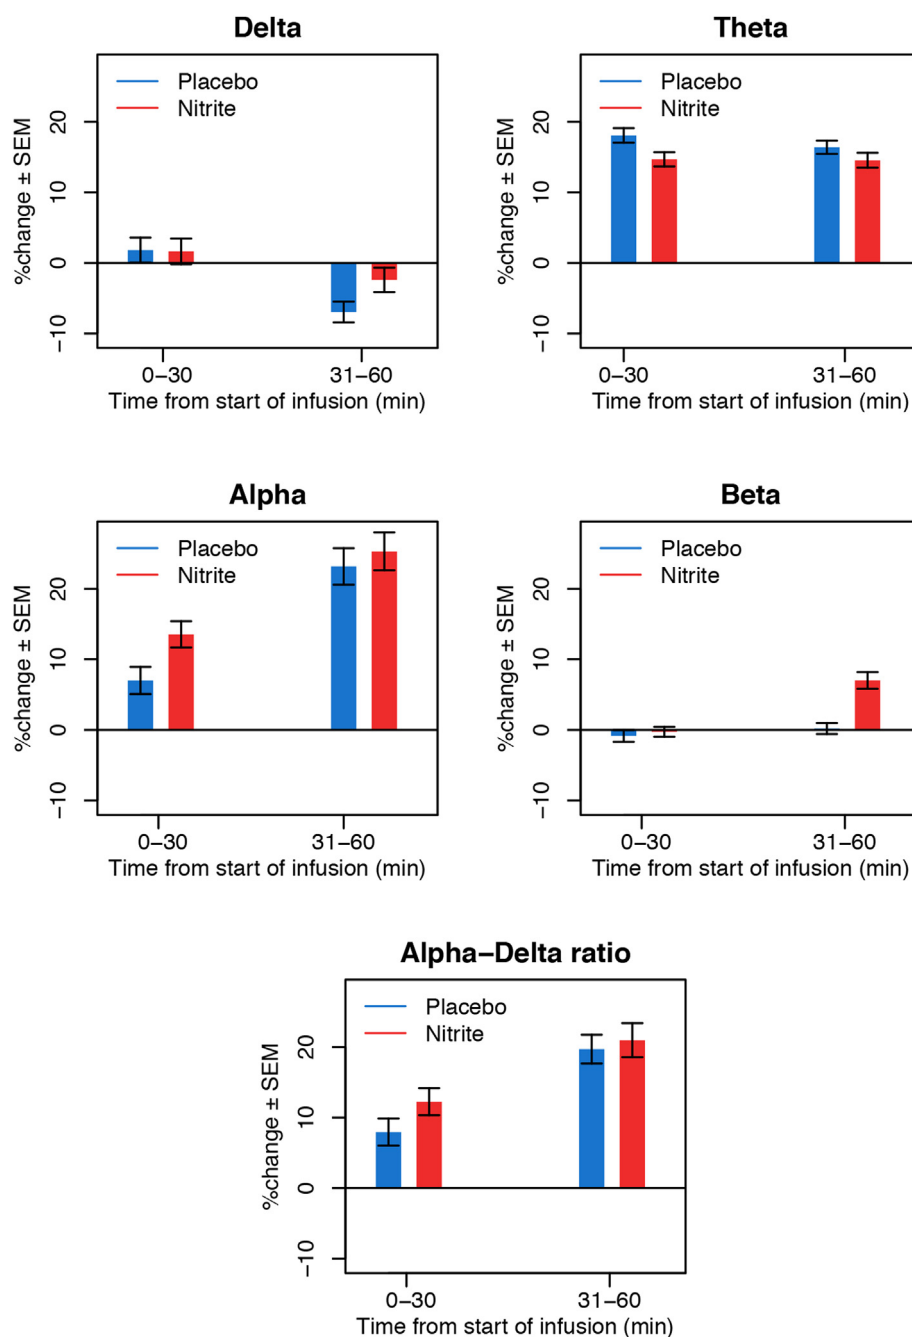 Delta
Placebo
Nitrite
%change ± SEM
20
10
0
−10
0−30
31−60
Time from start of infusion (min)
Theta
Placebo
Nitrite
%change ± SEM
20
10
0
−10
0−30
31−60
Time from start of infusion (min)
Alpha
Placebo
Nitrite
%change ± SEM
20
10
0
−10
0−30
31−60
Time from start of infusion (min)
Beta
Placebo
Nitrite
%change ± SEM
20
10
0
−10
0−30
31−60
Time from start of infusion (min)
Alpha−Delta ratio
Placebo
Nitrite
%change ± SEM
20
10
0
−10
0−30
31−60
Time from start of infusion (min)